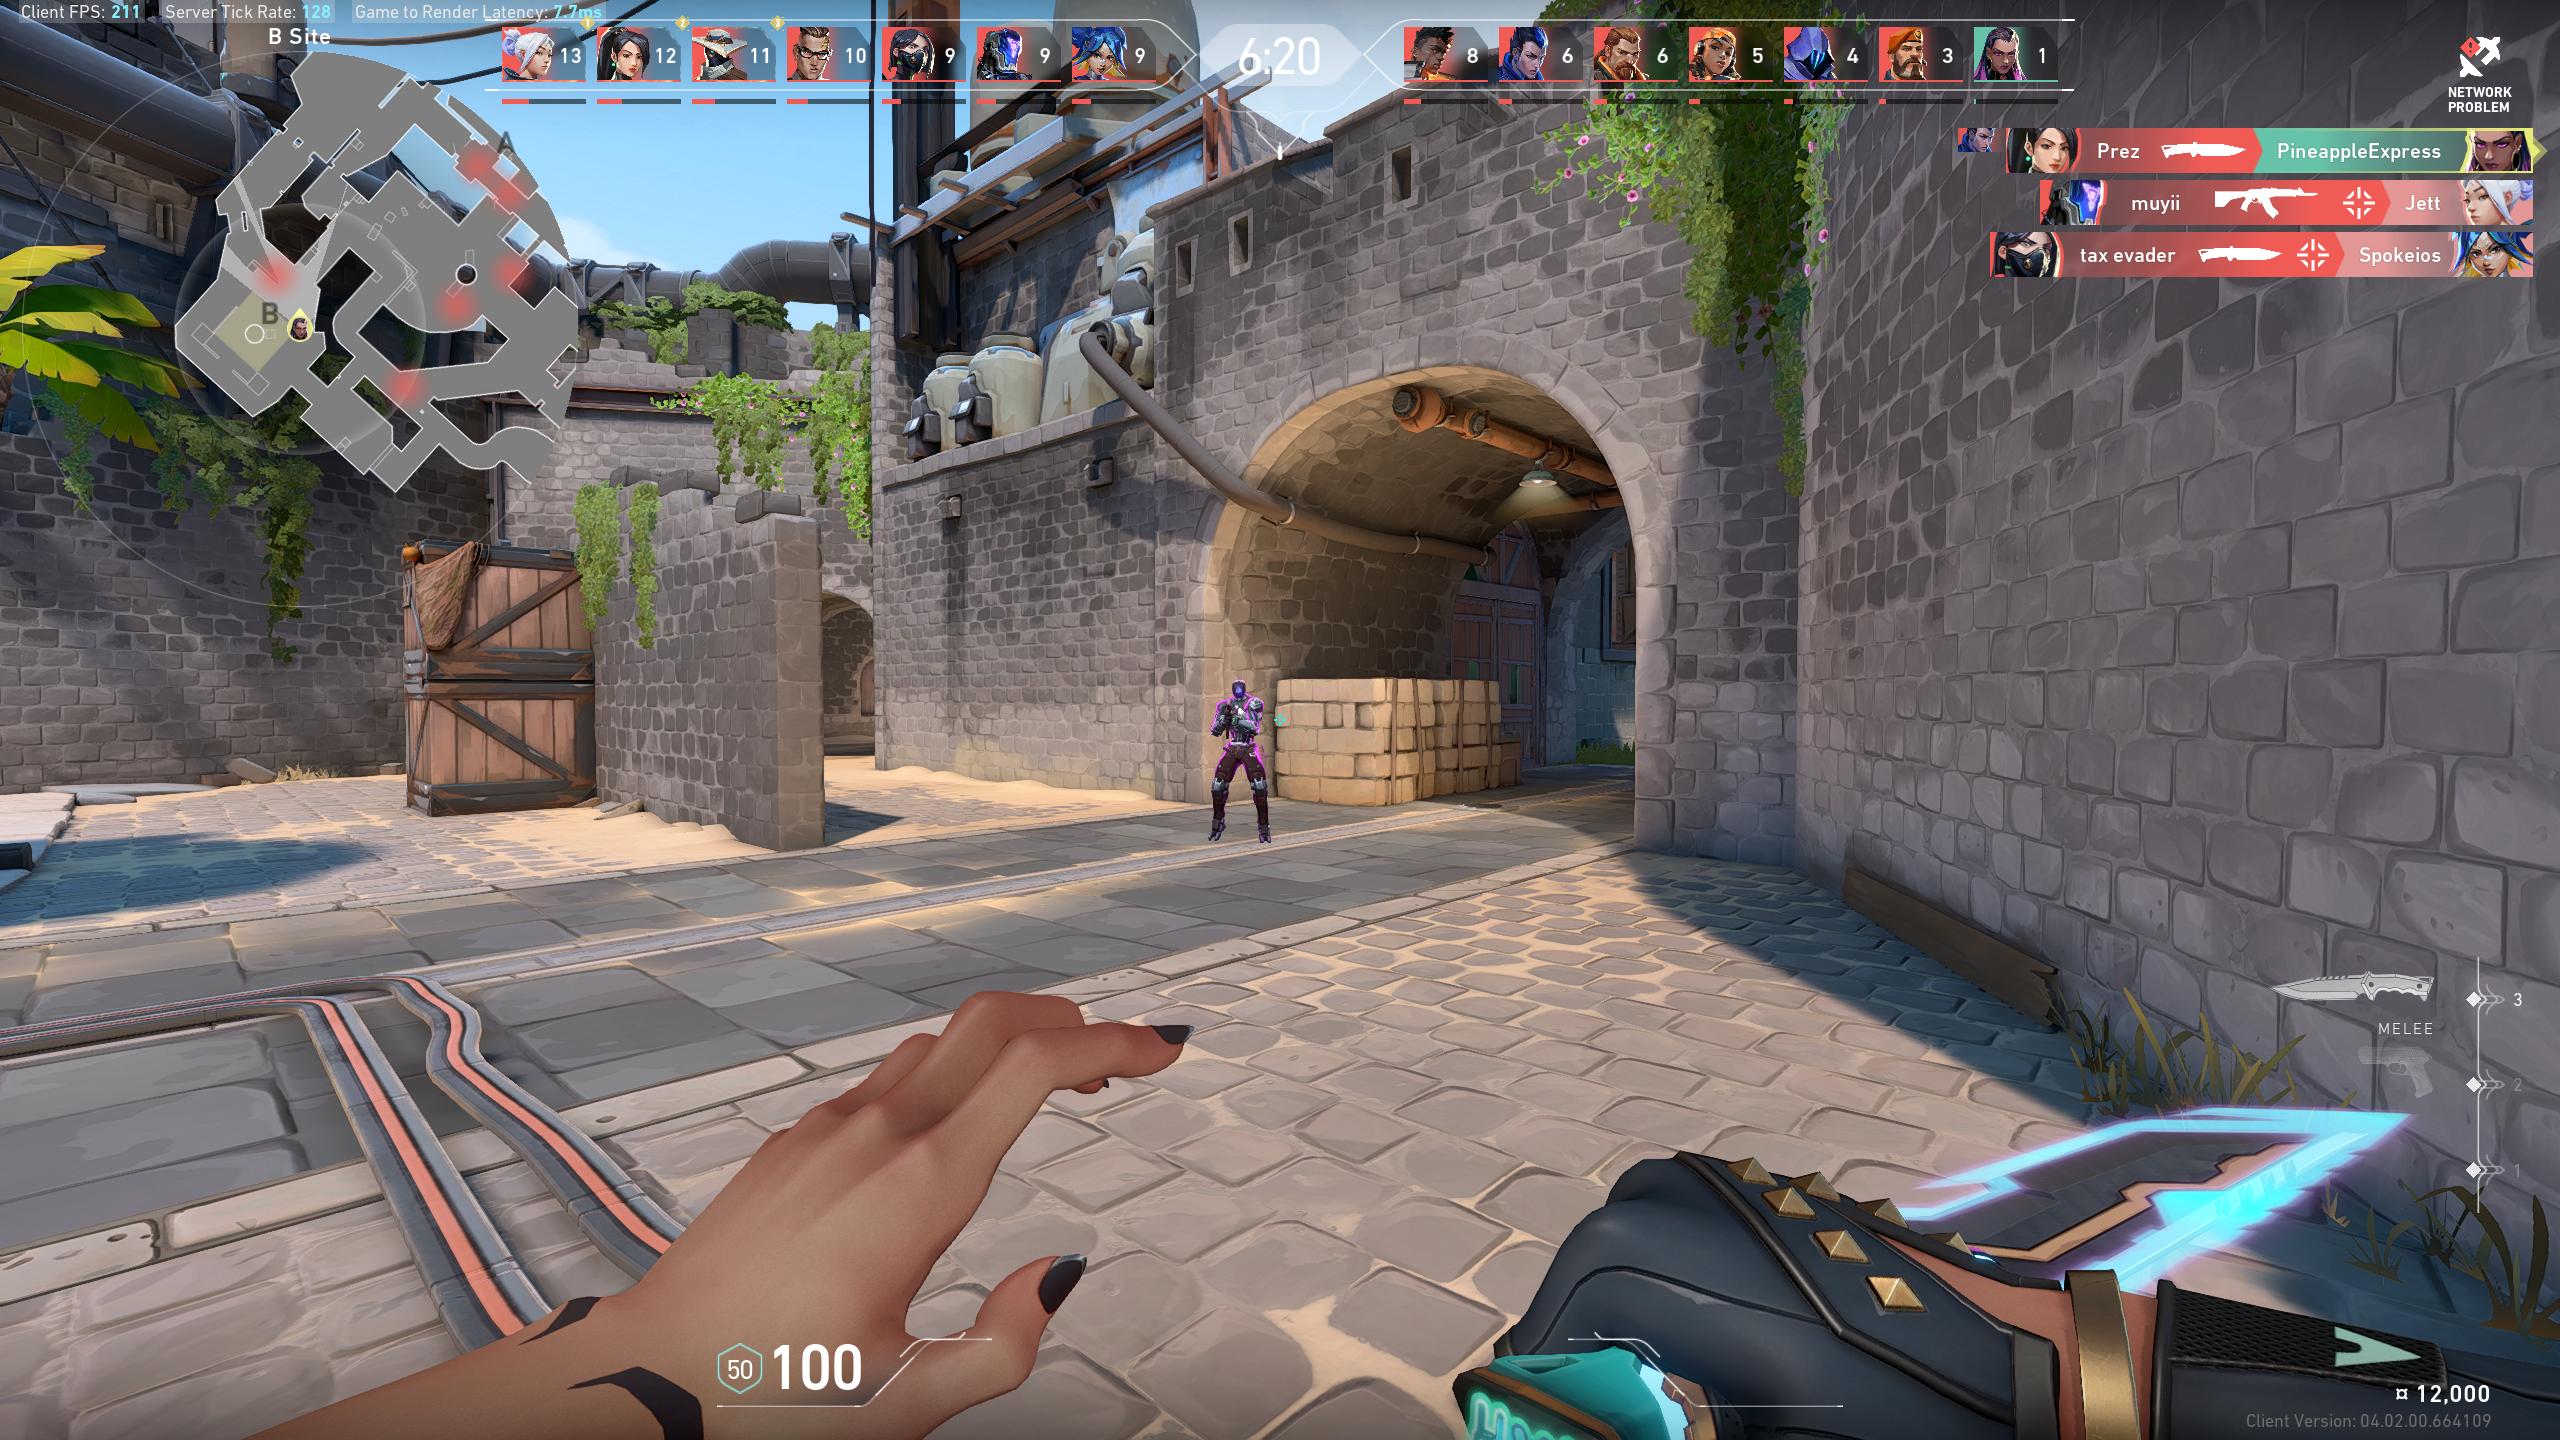 Client FPS: 211 Server Tick Rate: 128 Game to Render Latency: 7.7ms
B Site
13 12 11 10 9 9 9 6:20 8 6 6 5 4 3 1
NETWORK
PROBLEM
A
B
Prez PineappleExpress
muyii Jett
tax evader Spokeios
3
MELEE
2
1
50 100
¤ 12,000
Client Version: 04.02.00.664109